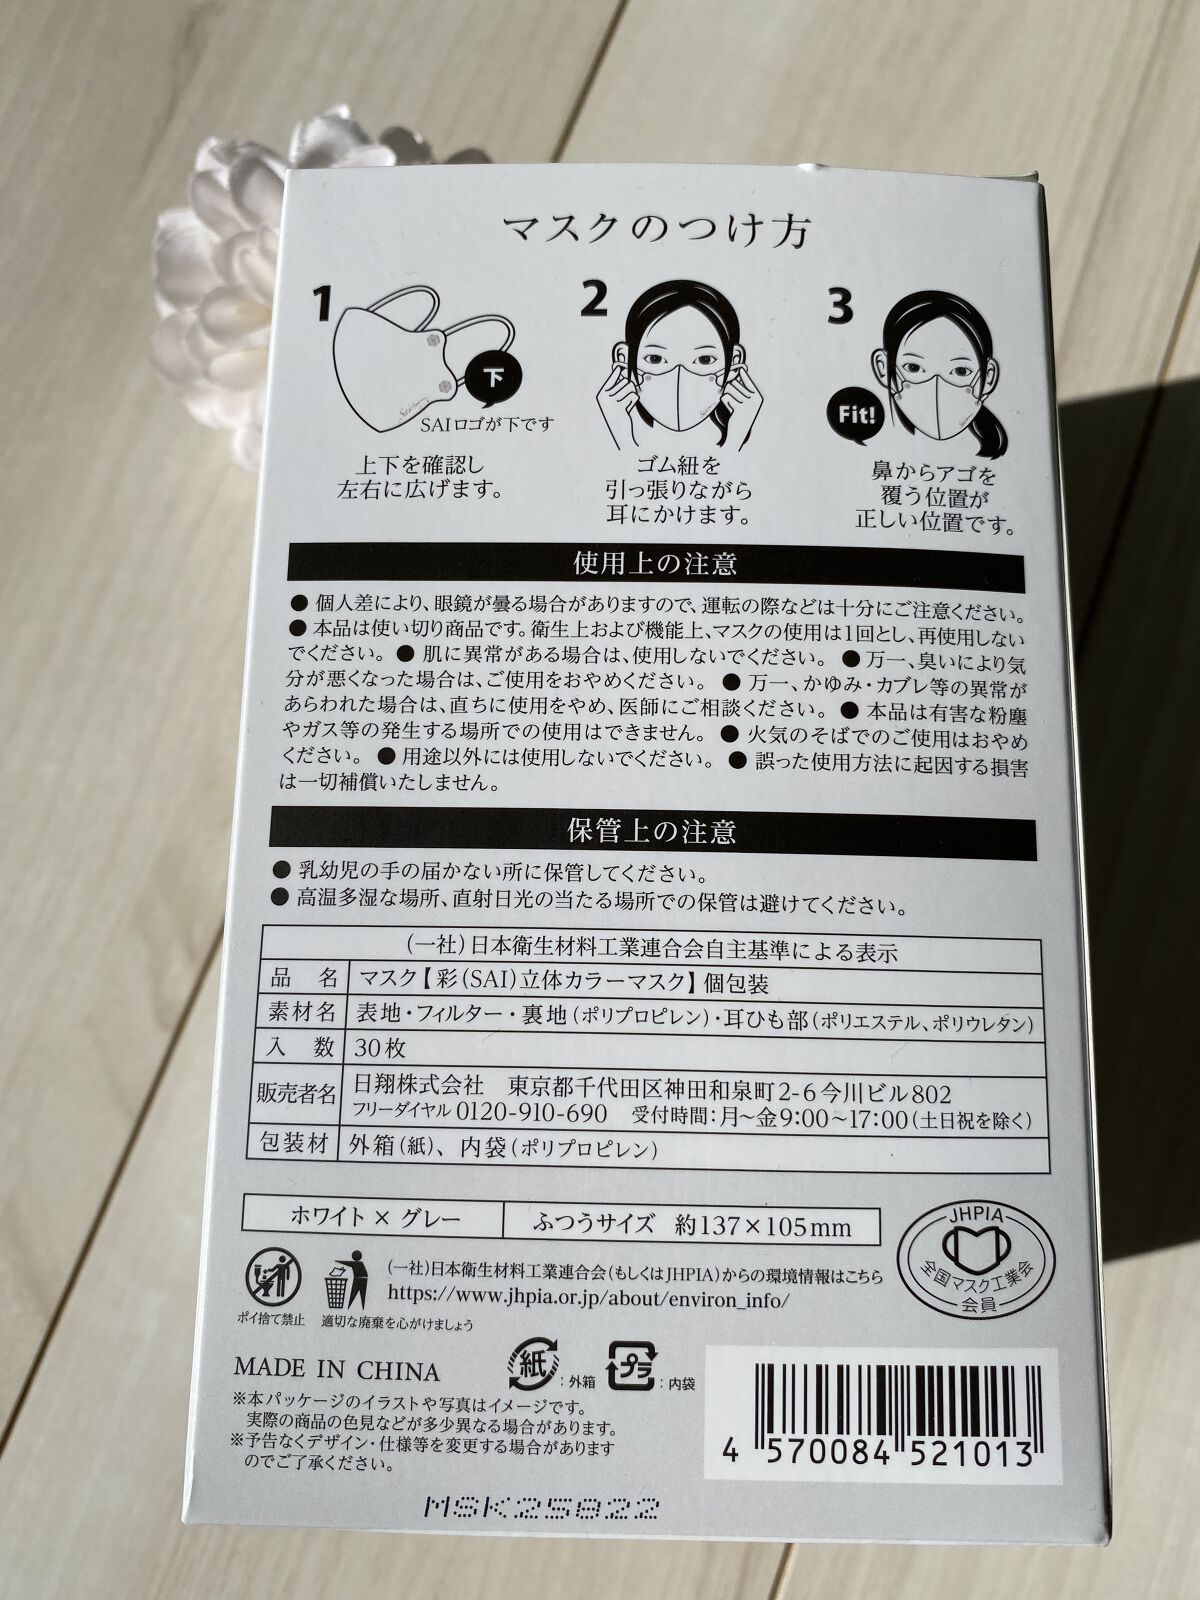 マスクのつけ方
1
下
SAIロゴが下です
上下を確認し
左右に広げます。
2
ゴム紐を
引っ張りながら
耳にかけます。
3
Fit!
鼻からアゴを
覆う位置が
正しい位置です。
使用上の注意
● 個人差により、眼鏡が曇る場合がありますので、運転の際などは十分にご注意ください。
● 本品は使い切り商品です。衛生上および機能上、マスクの使用は1回とし、再使用しない
でください。 ● 肌に異常がある場合は、使用しないでください。 ● 万一、臭いにより気
分が悪くなった場合は、ご使用をおやめください。 ● 万一、かゆみ・カブレ等の異常が
あらわれた場合は、直ちに使用をやめ、医師にご相談ください。 ● 本品は有害な粉塵
やガス等の発生する場所での使用はできません。 ● 火気のそばでのご使用はおやめ
ください。 ● 用途以外には使用しないでください。 ● 誤った使用方法に起因する損害
は一切補償いたしません。
保管上の注意
● 乳幼児の手の届かない所に保管してください。
● 高温多湿な場所、直射日光の当たる場所での保管は避けてください。
(一社)日本衛生材料工業連合会自主基準による表示
品 名 マスク【彩(SAI)立体カラーマスク】個包装
素材名 表地・フィルター・裏地(ポリプロピレン)・耳ひも部(ポリエステル、ポリウレタン)
入 数 30枚
販売者名 日翔株式会社 東京都千代田区神田和泉町2-6今川ビル802
フリーダイヤル 0120-910-690 受付時間:月〜金9:00〜17:00(土日祝を除く)
包装材 外箱(紙)、内袋(ポリプロピレン)
ホワイト×グレー ふつうサイズ 約137×105mm
JHPIA
全国マスク工業会
会員
ポイ捨て禁止
適切な廃棄を心がけましょう
(一社)日本衛生材料工業連合会(もしくはJHPIA)からの環境情報はこちら
https://www.jhpia.or.jp/about/environ_info/
MADE IN CHINA
紙:外箱
プラ:内袋
※本パッケージのイラストや写真はイメージです。
実際の商品の色見などが多少異なる場合があります。
※予告なくデザイン・仕様等を変更する場合があります
のでご了承ください。
4 570084 521013
MSK25822